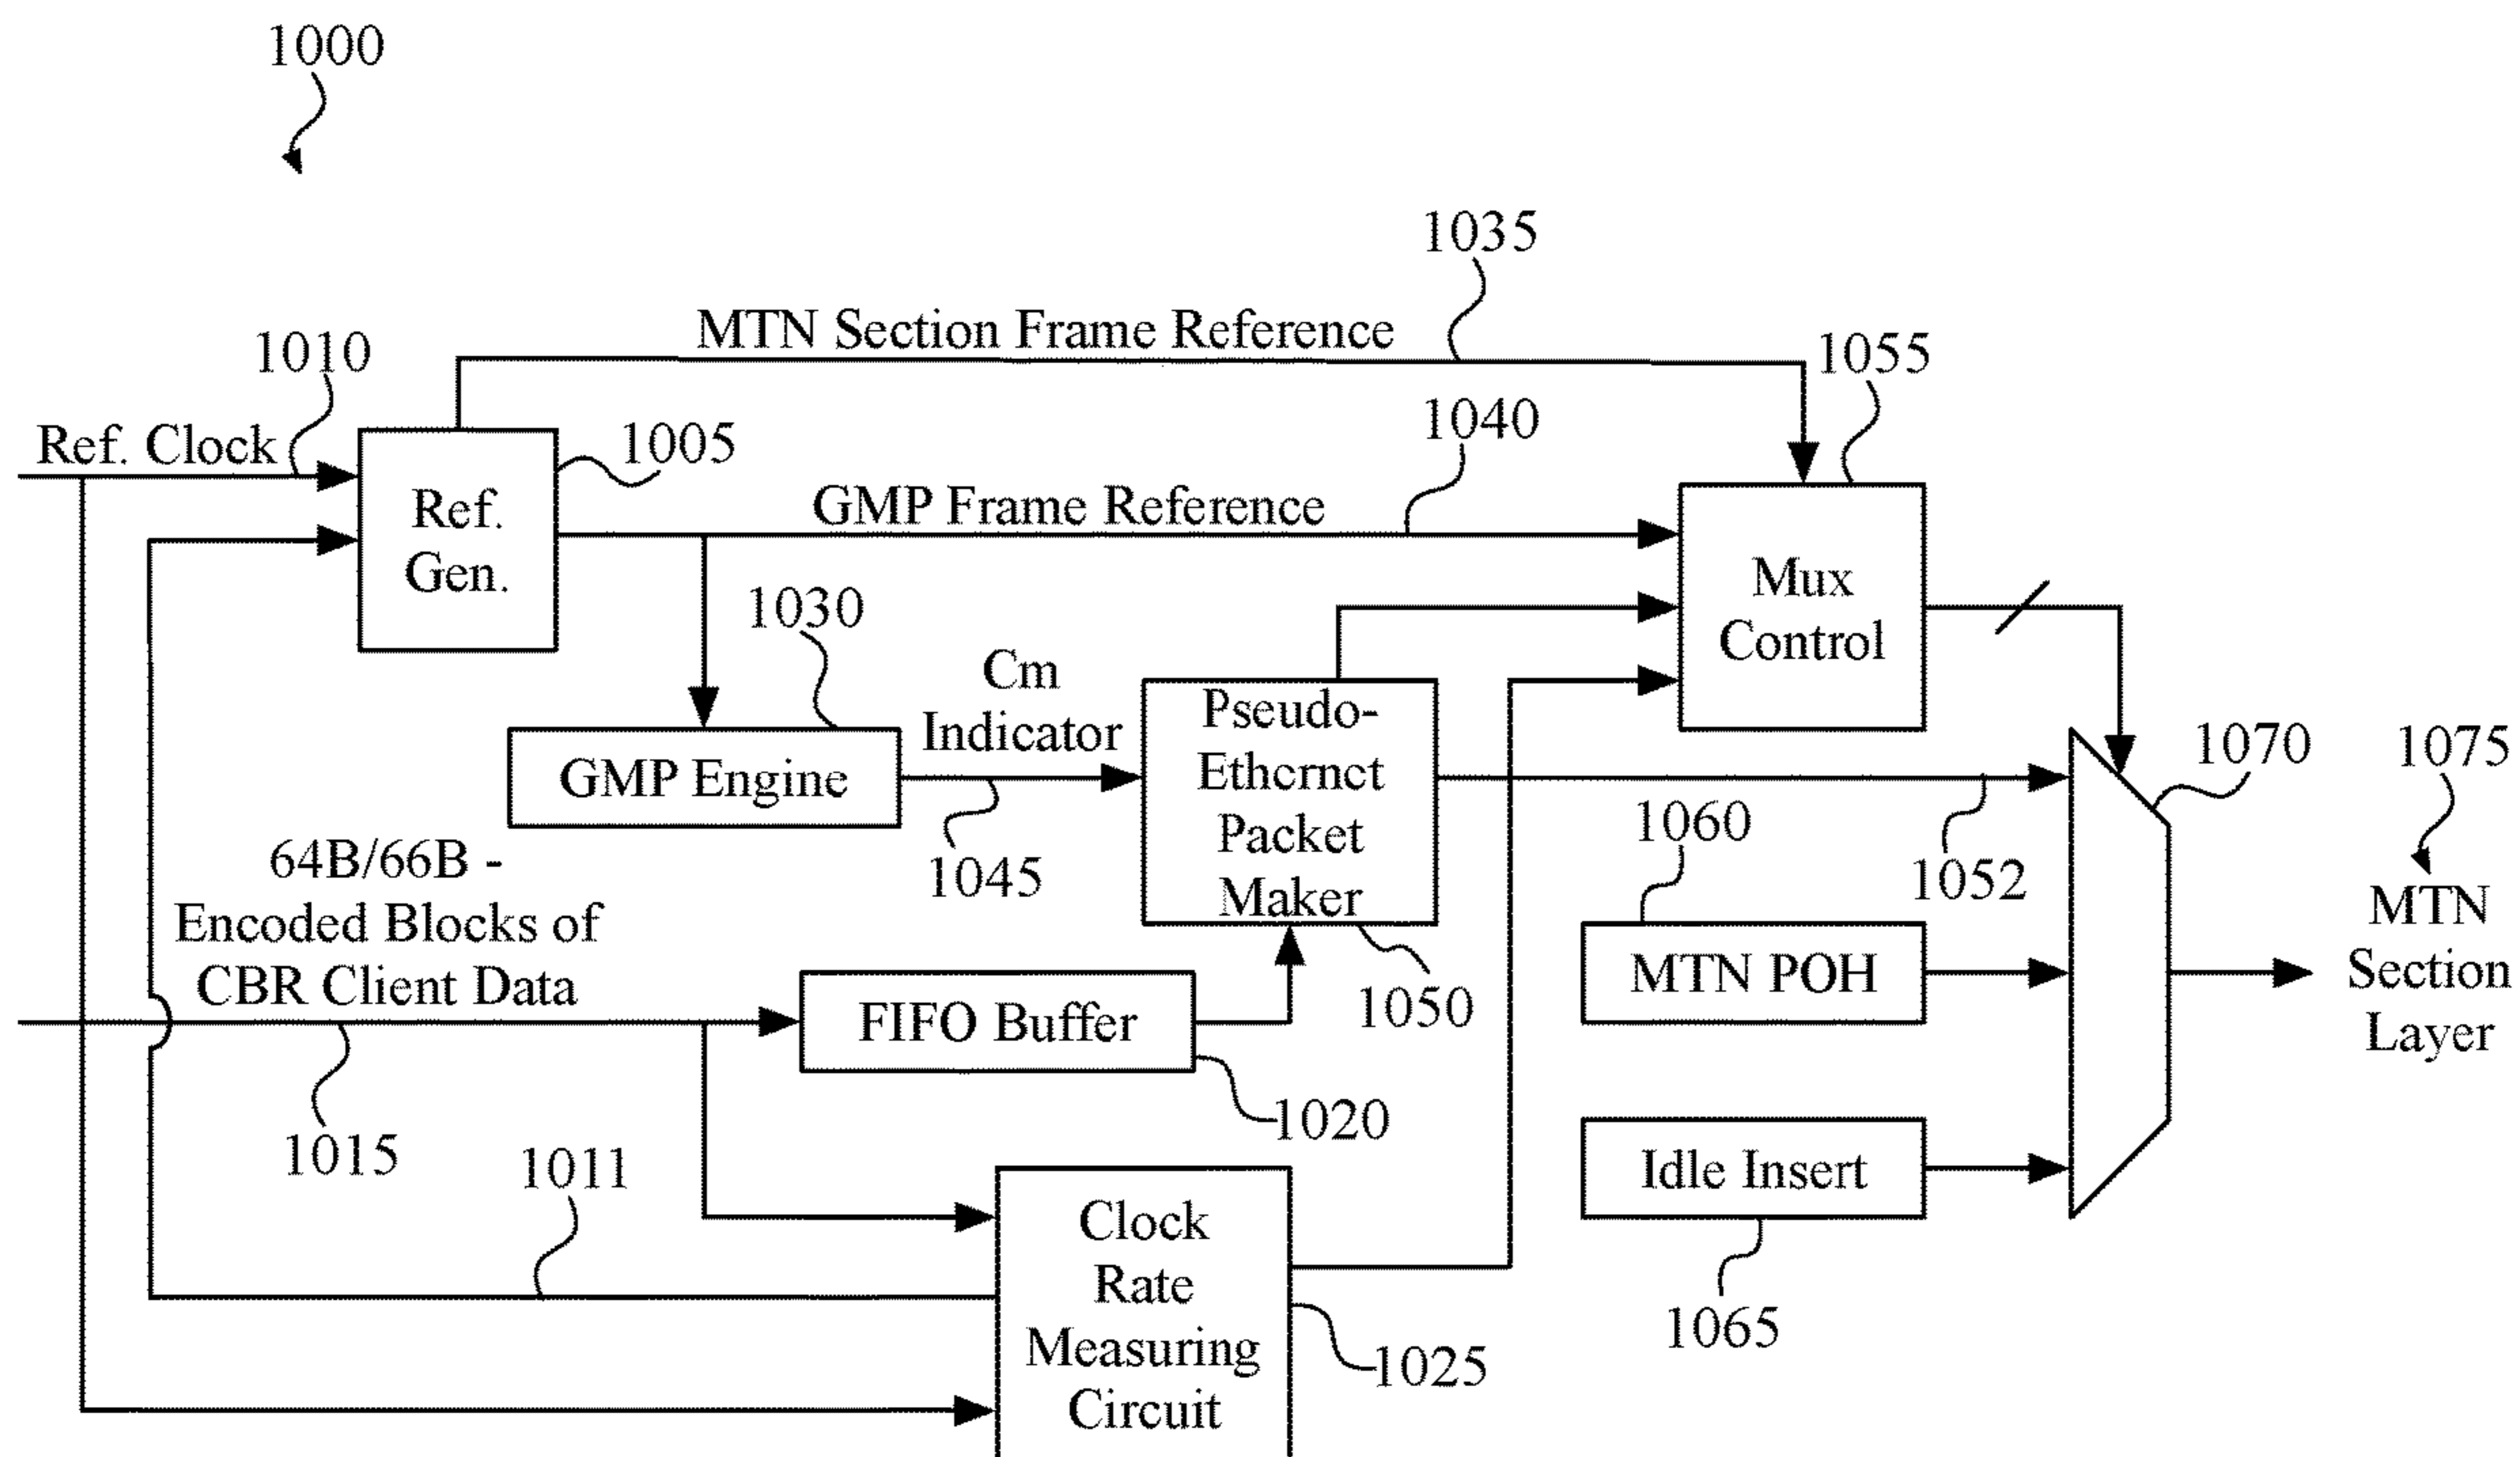 1000
1035
MTN Section Frame Reference
1010
1055
1040
Ref. Clock
1005
GMP Frame Reference
Ref.
Gen.
Mux
Control
1030
Cm
Indicator
Pseudo-
Ethernet
Packet
Maker
GMP Engine
1045
1070
1075
MTN
Section
Layer
1060
1052
64B/66B -
Encoded Blocks of
CBR Client Data
MTN POH
FIFO Buffer
1050
1015
1011
1020
Idle Insert
Clock
Rate
Measuring
Circuit
1065
1025